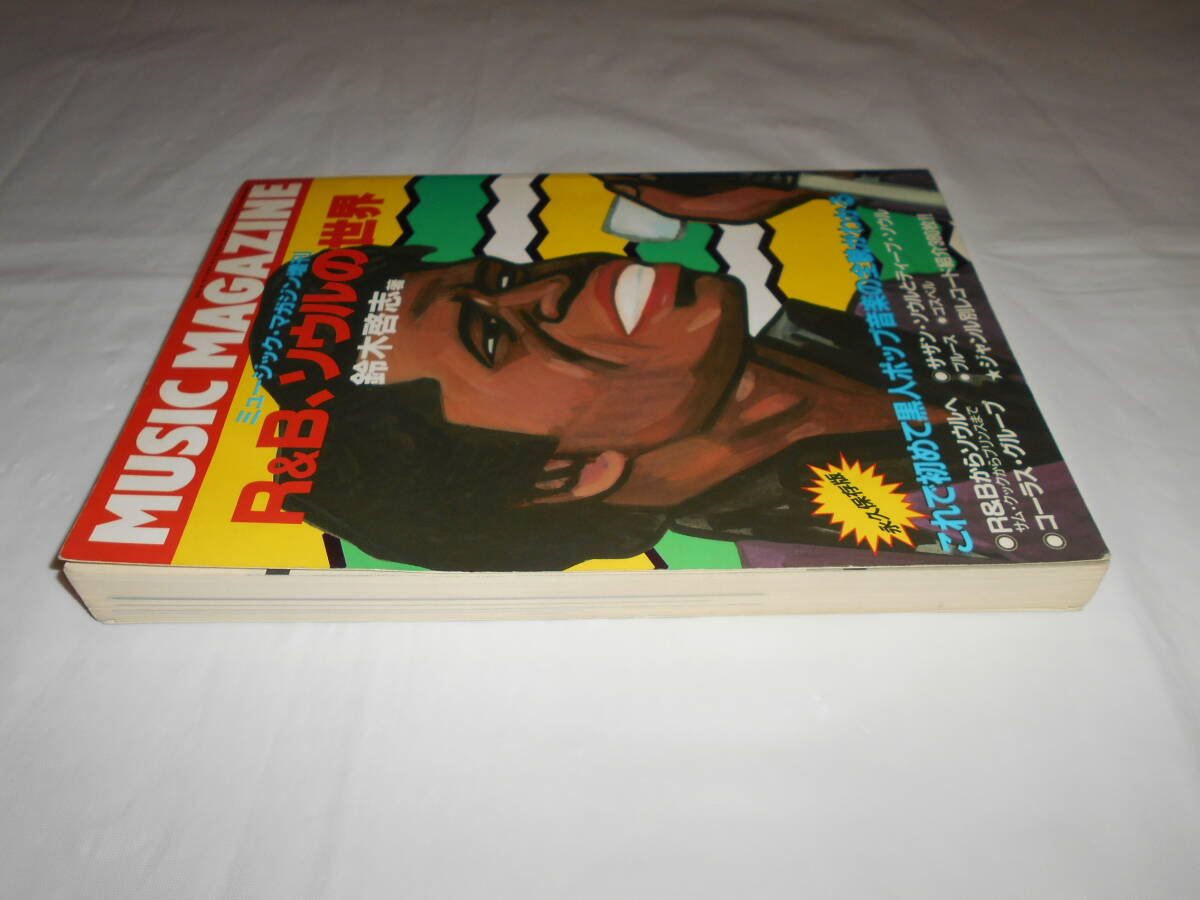 MUSIC MAGAZINE
ミュージック・マガジン増刊
R&B、ソウルの世界
鈴木啓志著
永久保存版
これで初めて黒人ポップ音楽の全貌がわかる
●R&Bからソウルへ
サム・クックからプリンスまで
●サザン・ソウルとディープ・ソウル
●コーラス・グループ
●ブルース ●ゴスペル
★ジャンル別レコード紹介